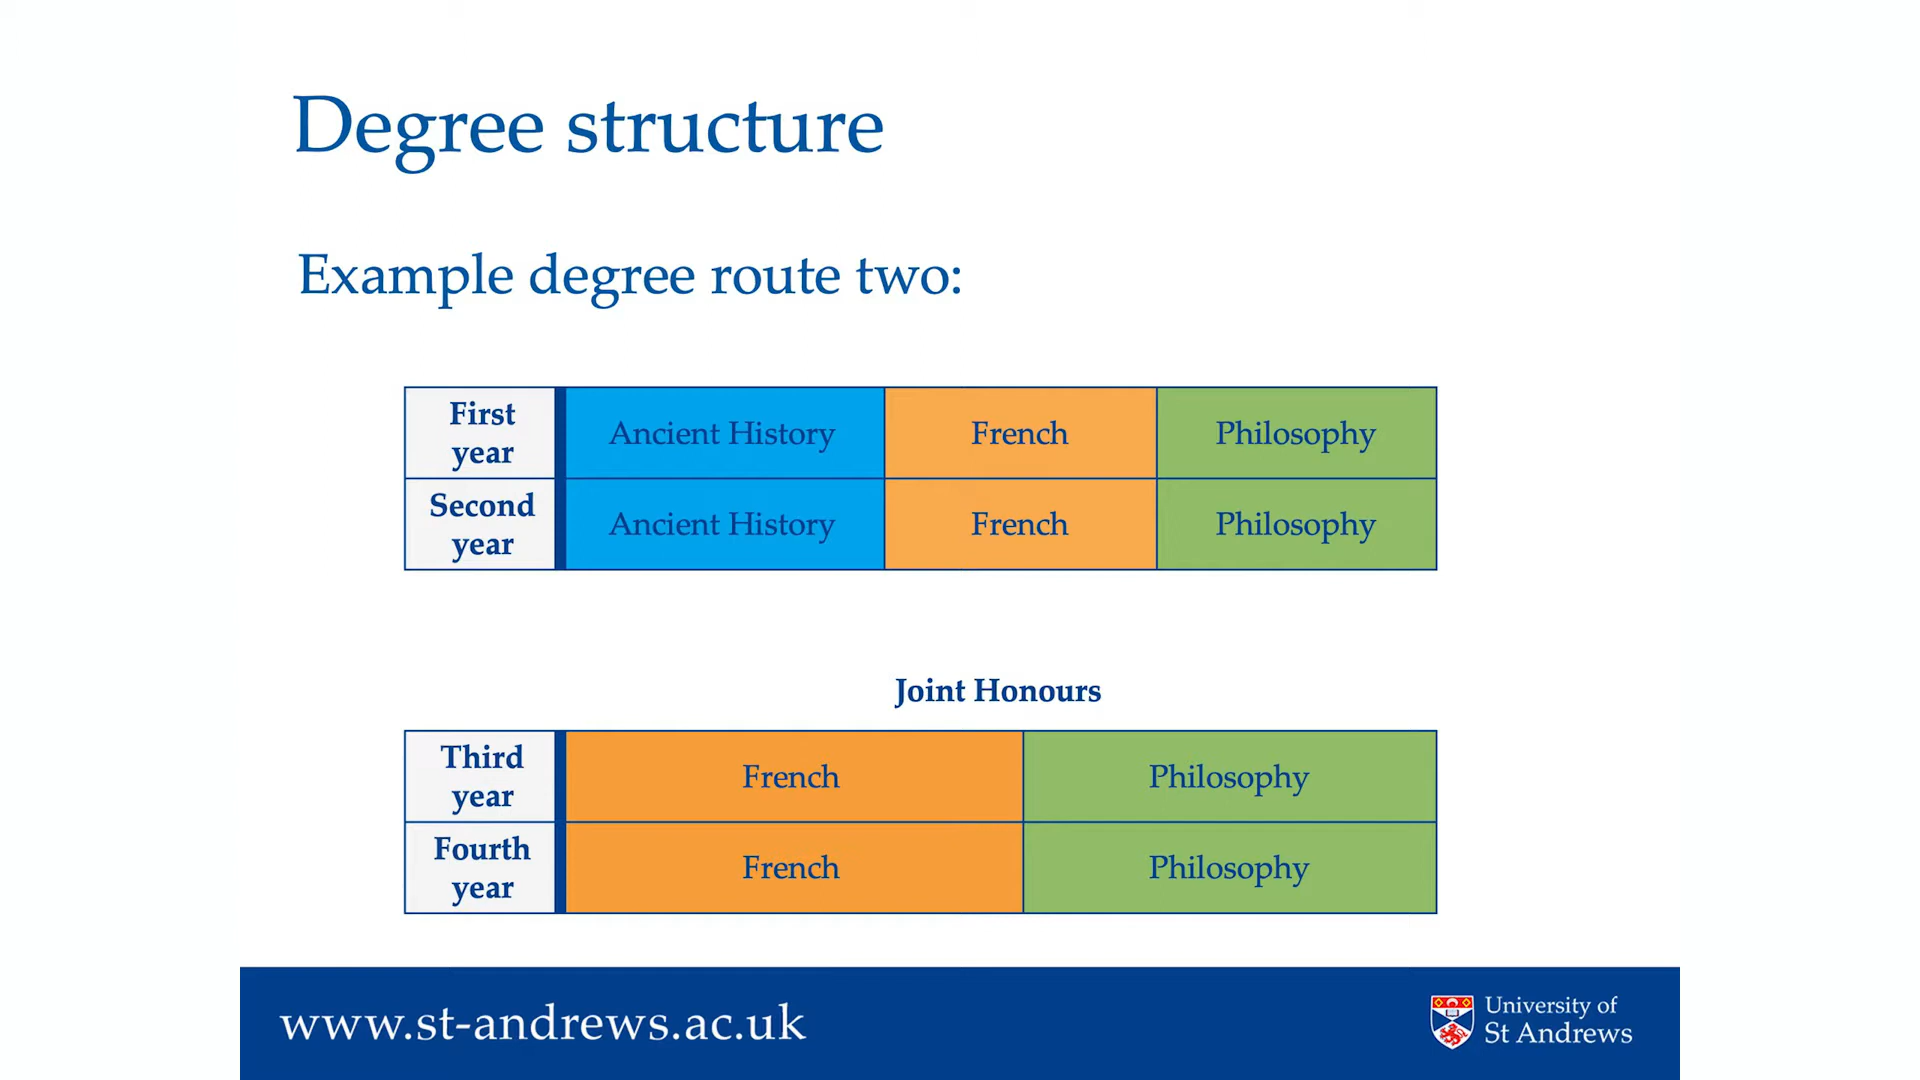 Degree structure
Example degree route two:
First
year
Ancient History
French
Philosophy
Second
year
Ancient History
French
Philosophy
Joint Honours
Third
year
French
Philosophy
Fourth
year
French
Philosophy
www.st-andrews.ac.uk
University of
St Andrews